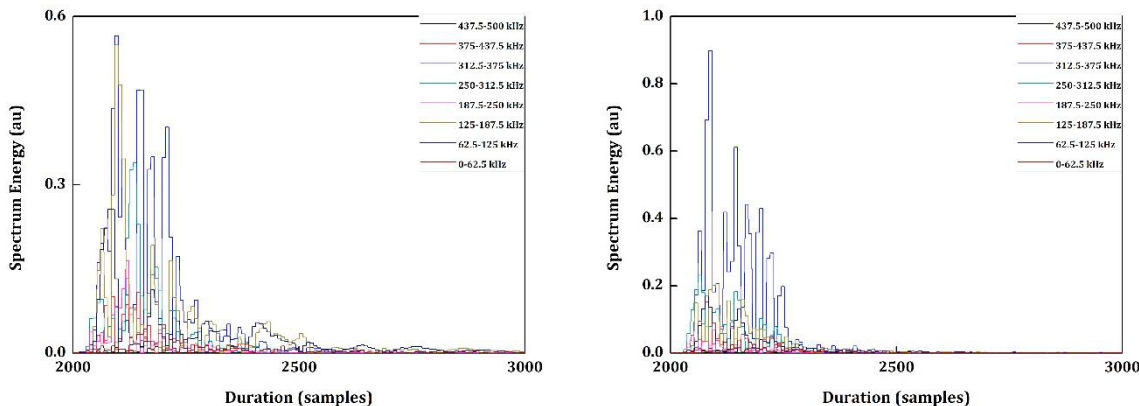 0.6
0.3
0.0
Spectrum Energy (au)
437.5-500 kHz
375-437.5 kHz
312.5-375 kHz
250-312.5 kHz
187.5-250 kHz
125-187.5 kHz
62.5-125 kHz
0-62.5 kHz
2000
2500
3000
Duration (samples)
1.0
0.8
0.6
0.4
0.2
0.0
Spectrum Energy (au)
437.5-500 kHz
375-437.5 kHz
312.5-375 kHz
250-312.5 kHz
187.5-250 kHz
125-187.5 kHz
62.5-125 kHz
0-62.5 kHz
2000
2500
3000
Duration (samples)